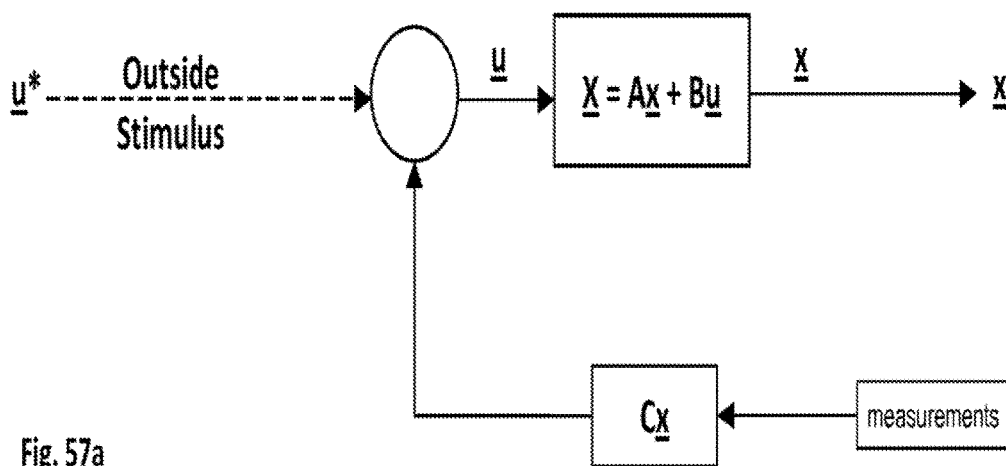 Outside
u*
Stimulus
u
X = Ax + Bu
x
x
Cx
measurements
Fig. 57a